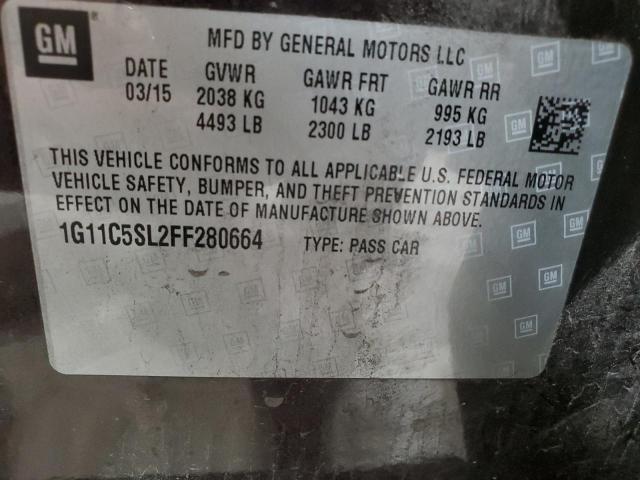 GM ®
MFD BY GENERAL MOTORS LLC
DATE GVWR GAWR FRT GAWR RR
03/15 2038 KG 1043 KG 995 KG
4493 LB 2300 LB 2193 LB
THIS VEHICLE CONFORMS TO ALL APPLICABLE U.S. FEDERAL MOTOR
VEHICLE SAFETY, BUMPER, AND THEFT PREVENTION STANDARDS IN
EFFECT ON THE DATE OF MANUFACTURE SHOWN ABOVE.
1G11C5SL2FF280664 TYPE: PASS CAR